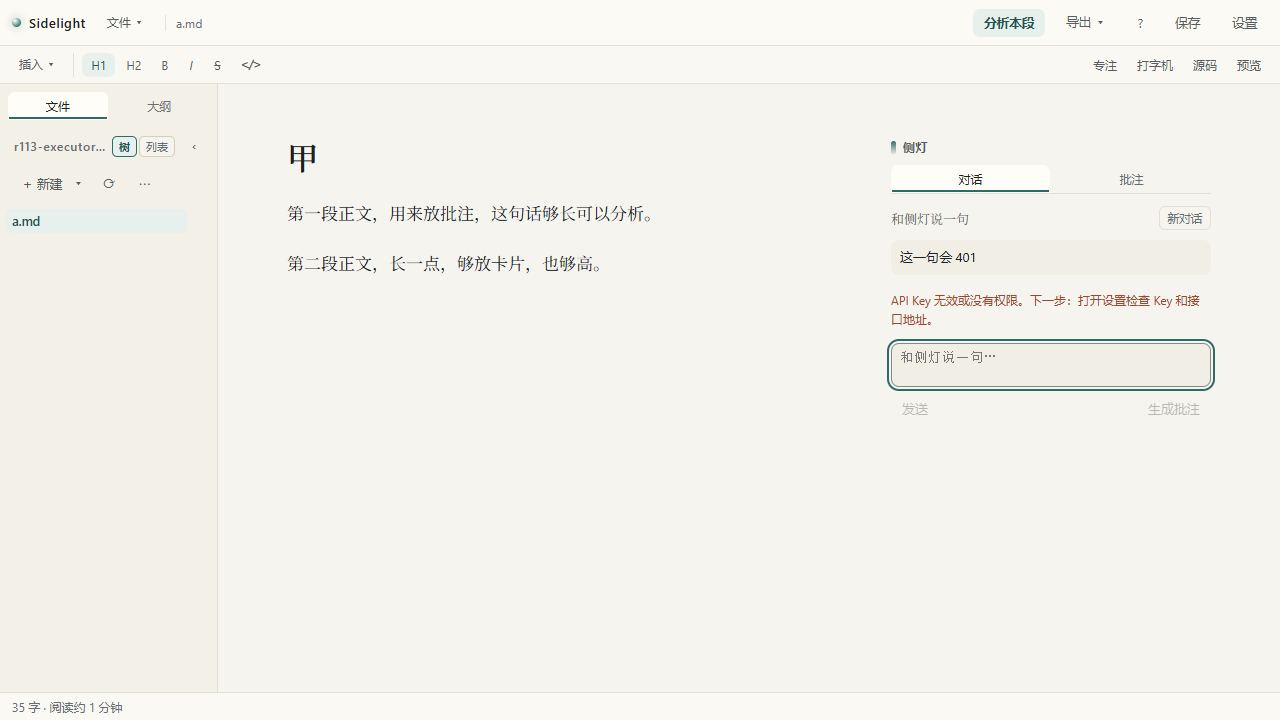 Sidelight 文件 ▾ a.md 分析本段 导出 ▾ ? 保存 设置
插入 ▾ H1 H2 B I S </> 专注 打字机 源码 预览
文件 大纲
r113-executor... 树 列表 ‹
+ 新建 ▾ ⟳ ···
a.md
甲
第一段正文，用来放批注，这句话够长可以分析。
第二段正文，长一点，够放卡片，也够高。
侧灯
对话 批注
和侧灯说一句 新对话
这一句会 401
API Key 无效或没有权限。下一步：打开设置检查 Key 和接
口地址。
和侧灯说一句…
发送 生成批注
35 字 · 阅读约 1 分钟